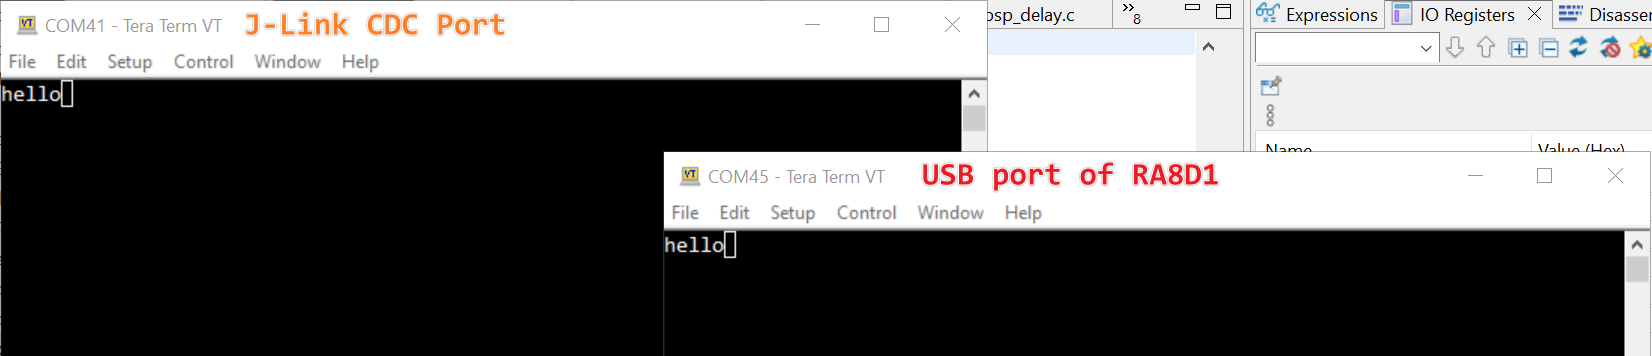 COM41 - Tera Term VT J-Link CDC Port
File Edit Setup Control Window Help
hello
bsp_delay.c
8
Expressions IO Registers Disasser
Name Value (Hex)
COM45 - Tera Term VT USB port of RA8D1
File Edit Setup Control Window Help
hello